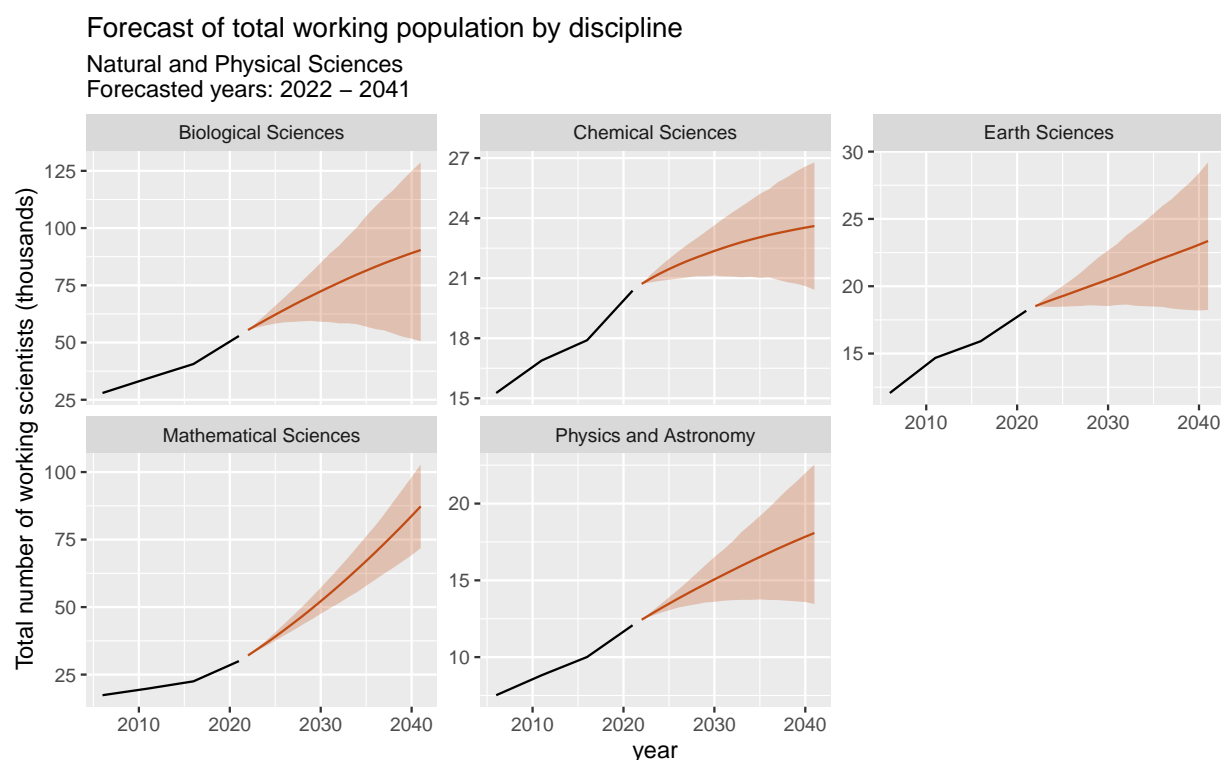 Forecast of total working population by discipline
Natural and Physical Sciences
Forecasted years: 2022 – 2041
Biological Sciences
Chemical Sciences
Earth Sciences
125
100
75
50
25
27
24
21
18
15
30
25
20
15
2010 2020 2030 2040
Mathematical Sciences
Physics and Astronomy
100
75
50
25
20
15
10
2010 2020 2030 2040
2010 2020 2030 2040
year
Total number of working scientists (thousands)